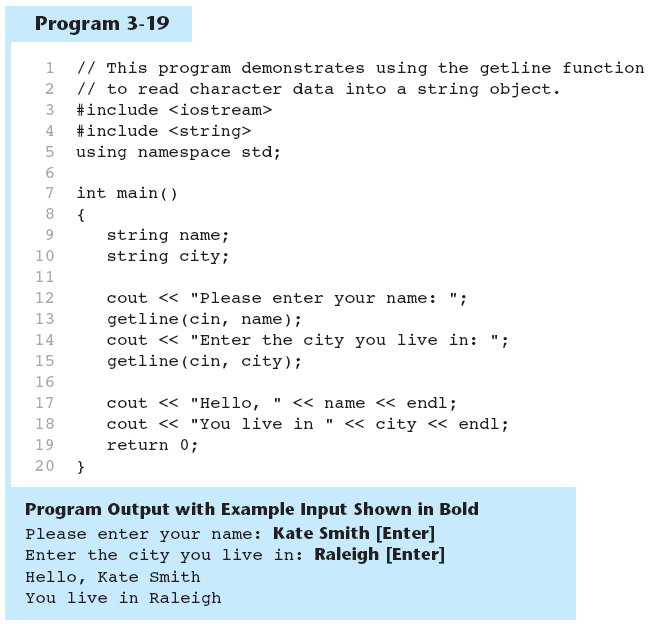 Program 3-19
1 // This program demonstrates using the getline function
2 // to read character data into a string object.
3 #include <iostream>
4 #include <string>
5 using namespace std;
6
7 int main()
8 {
9    string name;
10    string city;
11
12    cout << "Please enter your name: ";
13    getline(cin, name);
14    cout << "Enter the city you live in: ";
15    getline(cin, city);
16
17    cout << "Hello, " << name << endl;
18    cout << "You live in " << city << endl;
19    return 0;
20 }
Program Output with Example Input Shown in Bold
Please enter your name: Kate Smith [Enter]
Enter the city you live in: Raleigh [Enter]
Hello, Kate Smith
You live in Raleigh